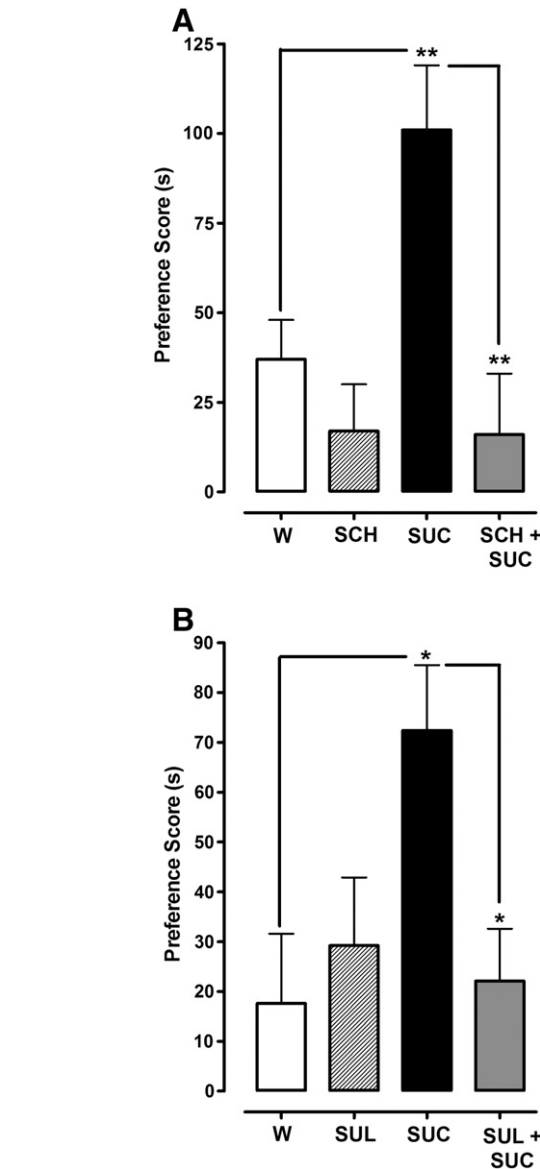 A
Preference Score (s)
125
100
75
50
25
0
**
**
W
SCH
SUC
SCH +
SUC
B
Preference Score (s)
90
80
70
60
50
40
30
20
10
0
*
*
W
SUL
SUC
SUL +
SUC